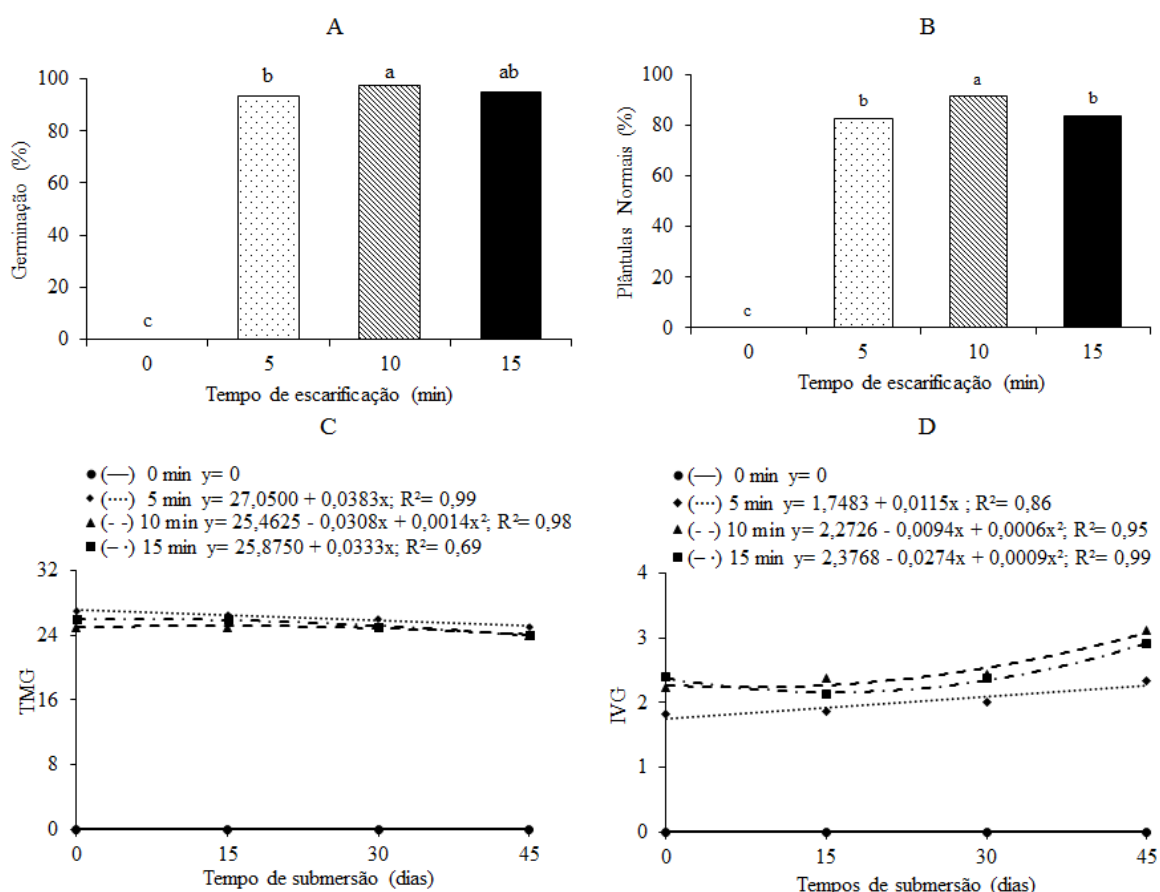 A
Germinação (%)
100
80
60
40
20
0
c
b
a
ab
0 5 10 15
Tempo de escarificação (min)
B
Plântulas Normais (%)
100
80
60
40
20
0
c
b
a
b
0 5 10 15
Tempo de escarificação (min)
C
(—) 0 min y= 0
(·····) 5 min y= 27,0500 + 0,0383x; R²= 0,99
(- -) 10 min y= 25,4625 - 0,0308x + 0,0014x²; R²= 0,98
(– ·) 15 min y= 25,8750 + 0,0333x; R²= 0,69
TMG
32
24
16
8
0
0 15 30 45
Tempo de submersão (dias)
D
(—) 0 min y= 0
(·····) 5 min y= 1,7483 + 0,0115x ; R²= 0,86
(- -) 10 min y= 2,2726 - 0,0094x + 0,0006x²; R²= 0,95
(– ·) 15 min y= 2,3768 - 0,0274x + 0,0009x²; R²= 0,99
IVG
4
3
2
1
0
0 15 30 45
Tempos de submersão (dias)